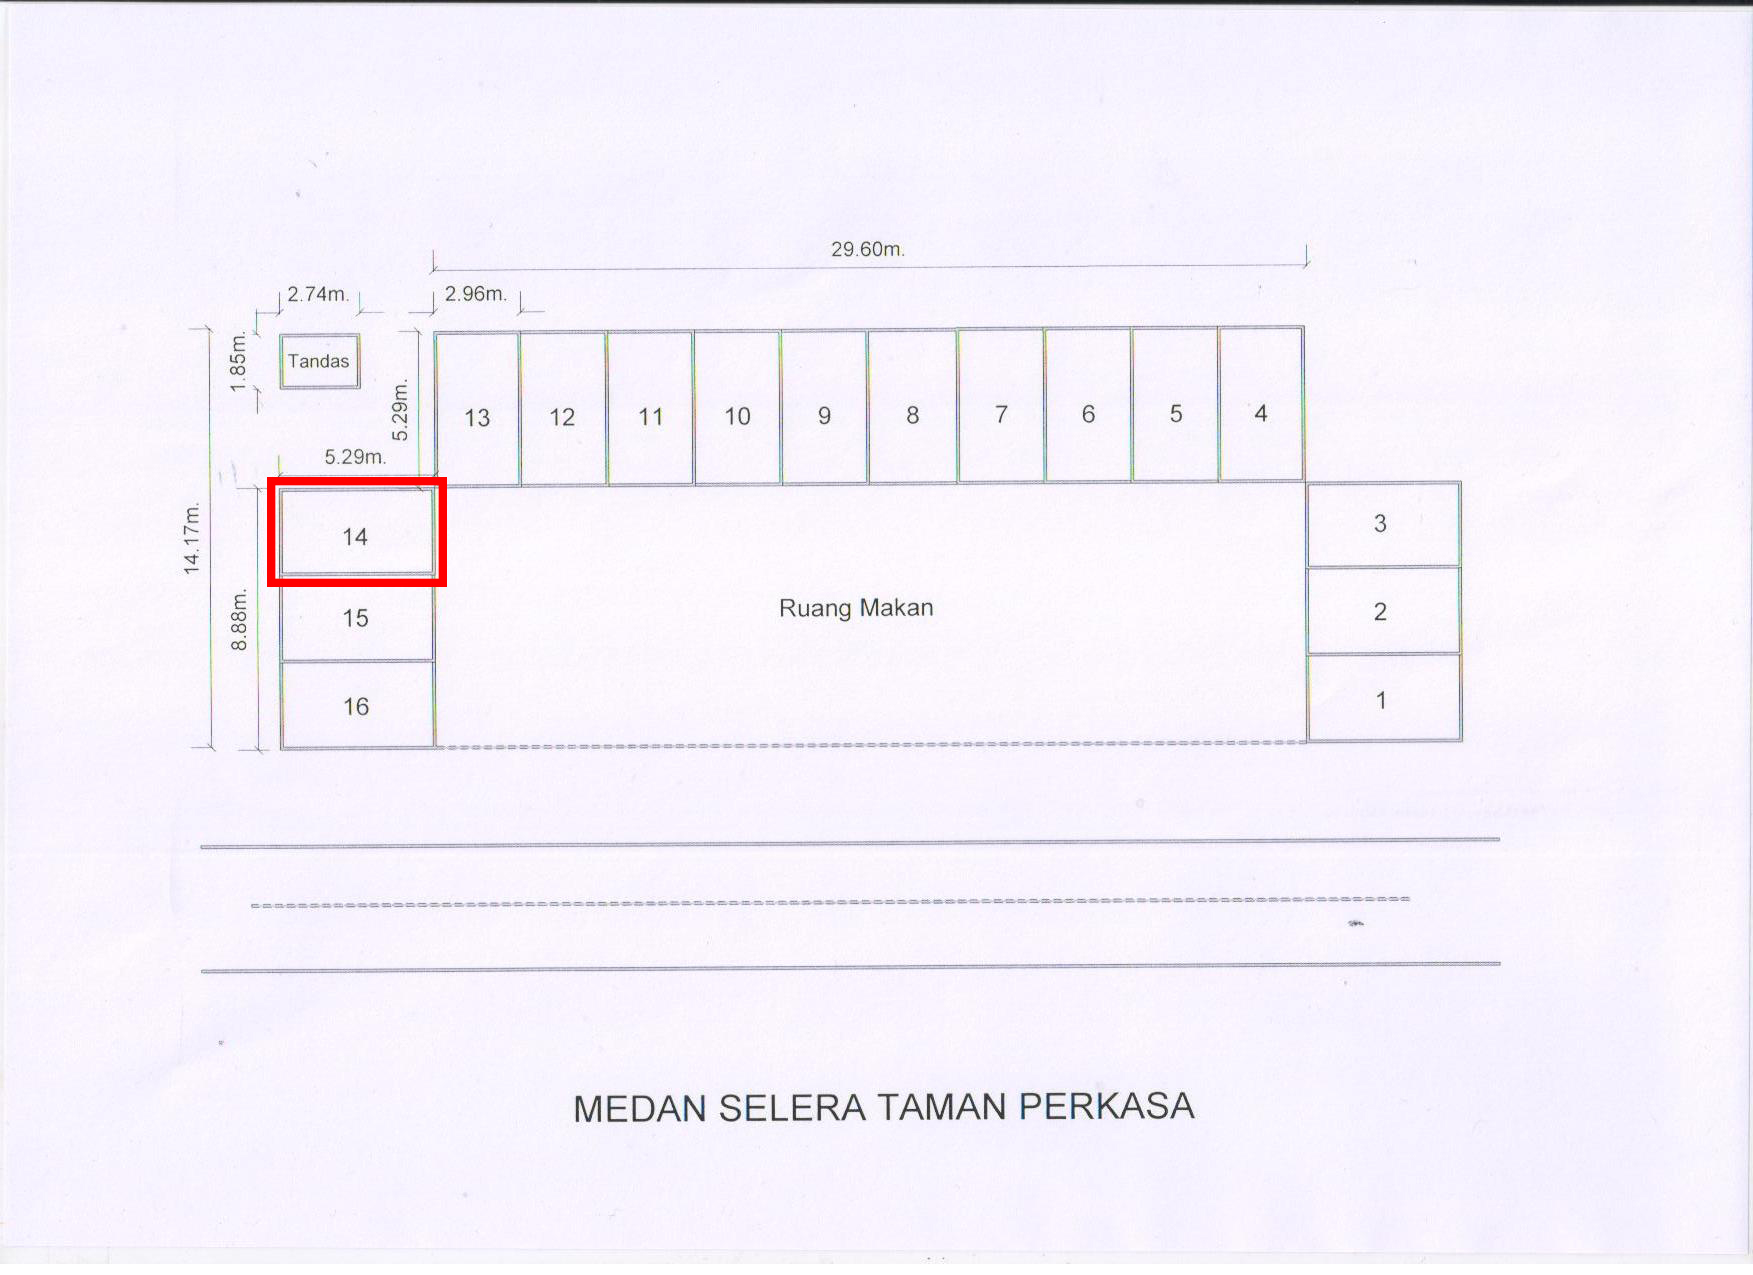 29.60m.
2.74m.
2.96m.
1.85m.
Tandas
5.29m.
13 12 11 10 9 8 7 6 5 4
5.29m.
14.17m.
8.88m.
14
15
16
Ruang Makan
3
2
1
MEDAN SELERA TAMAN PERKASA